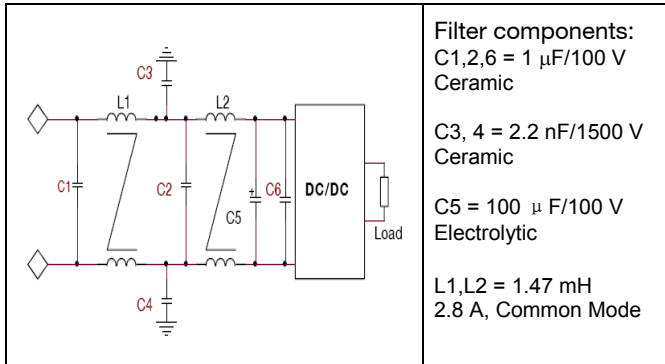 C3
L1
L2
C1
C2
C5
+
C6
DC/DC
Load
C4
Filter components:
C1,2,6 = 1 μF/100 V
Ceramic
C3, 4 = 2.2 nF/1500 V
Ceramic
C5 = 100 μ F/100 V
Electrolytic
L1,L2 = 1.47 mH
2.8 A, Common Mode